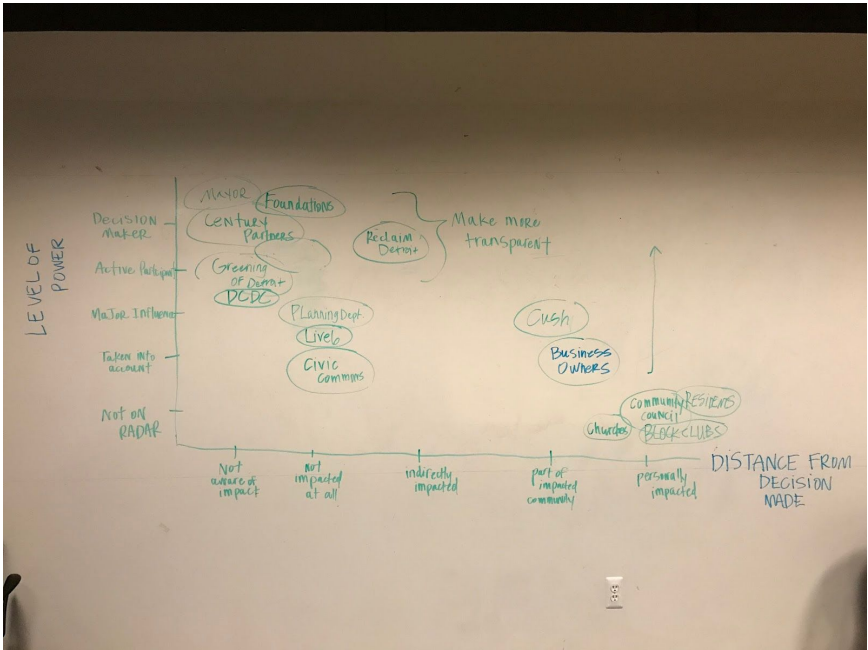 LEVEL OF
POWER
DECISION
MAKER
Active Participant
Major Influence
TAKEN INTO
account
NOT ON
RADAR
MAYOR
Foundations
CENTURY
Partners
Reclaim
Detroit
Greening
OF Detroit
DCDC
PLanning Dept.
Live6
Civic
Commons
Make more
transparent
Cush
BUSINESS
OWNERS
Community
council
RESIDENTS
Churches
BLOCK CLUBS
Not
aware of
impact
not
impacted
at all
indirectly
impacted
part of
impacted
community
personally
impacted
DISTANCE FROM
DECISION
MADE